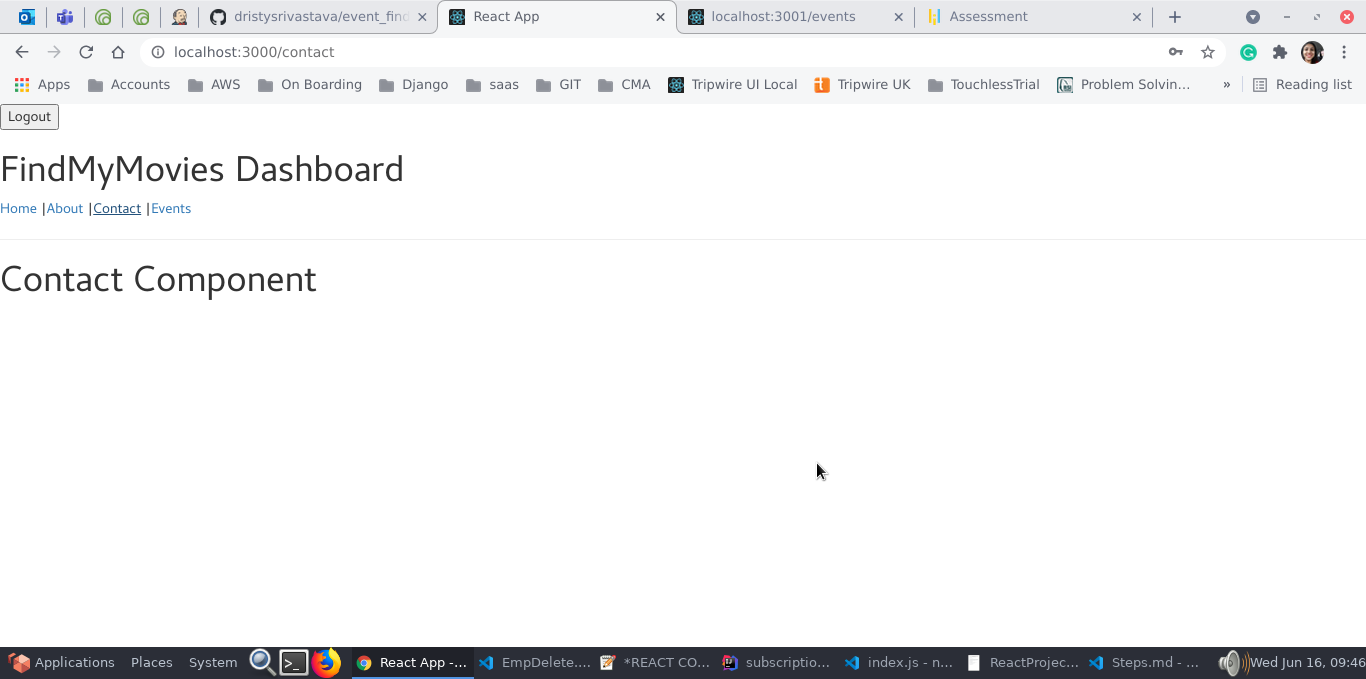 dristysrivastava/event_find
React App
localhost:3001/events
Assessment
localhost:3000/contact
Apps
Accounts
AWS
On Boarding
Django
saas
GIT
CMA
Tripwire UI Local
Tripwire UK
TouchlessTrial
Problem Solvin...
»
Reading list
Logout
FindMyMovies Dashboard
Home |About |Contact |Events
Contact Component
Applications
Places
System
React App -...
EmpDelete....
*REACT CO...
subscriptio...
index.js - n...
ReactProjec...
Steps.md - ...
Wed Jun 16, 09:46